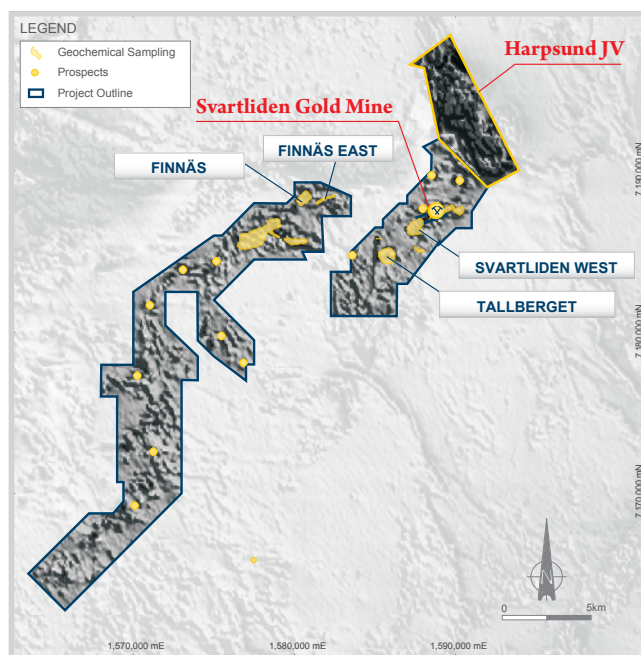 LEGEND
Geochemical Sampling
Prospects
Project Outline
Harpsund JV
Svartliden Gold Mine
FINNÄS EAST
FINNÄS
SVARTLIDEN WEST
TALLBERGET
7,190,000 mN
7,180,000 mN
7,170,000 mN
N
0 5km
1,570,000 mE
1,580,000 mE
1,590,000 mE